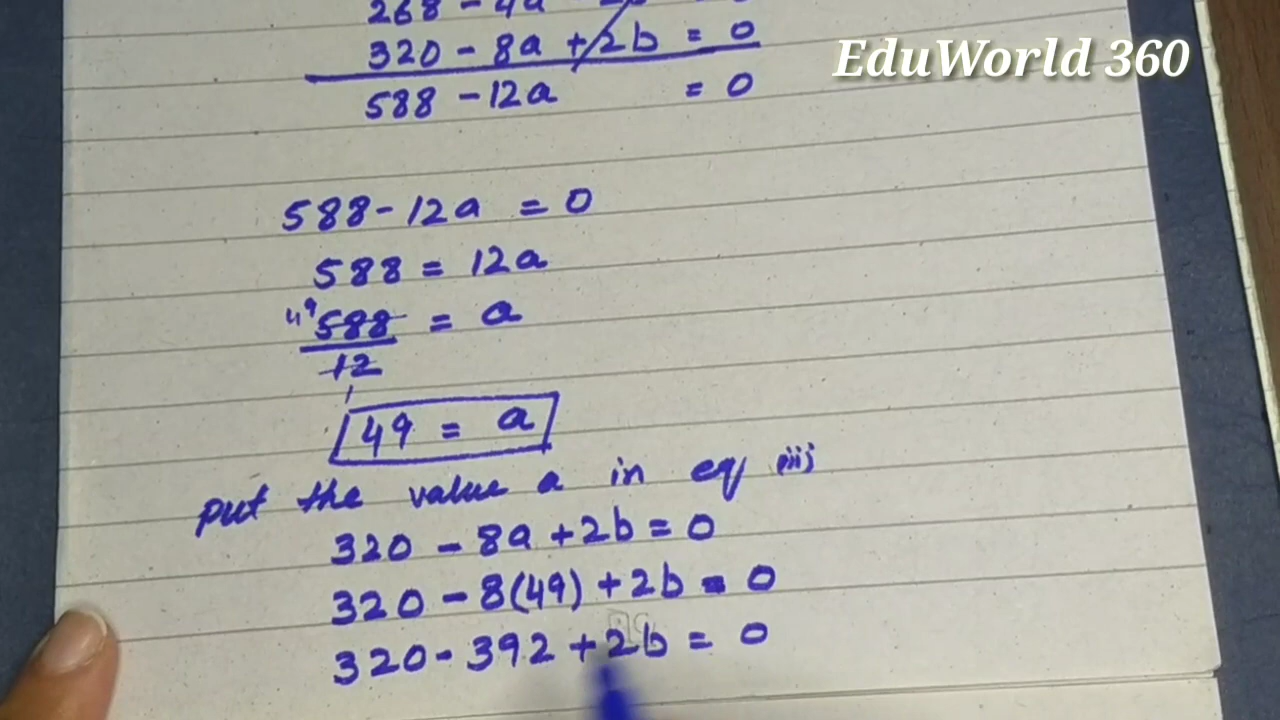 268 - 4a
320 - 8a + 2b = 0
EduWorld 360
588 - 12a = 0
588 - 12a = 0
588 = 12a
49 588 = a
12
1
49 = a
put the value a in eq iii
320 - 8a + 2b = 0
320 - 8(49) + 2b = 0
320 - 392 + 2b = 0